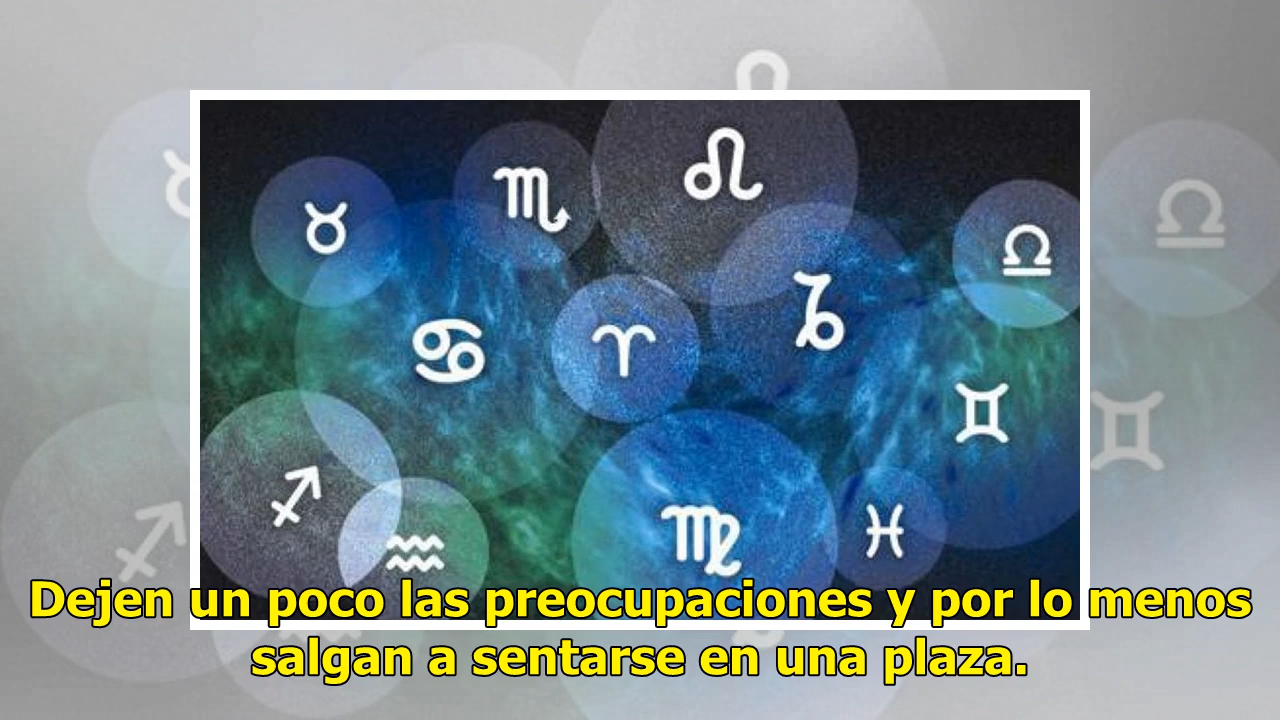 Dejen un poco las preocupaciones y por lo menos
salgan a sentarse en una plaza.